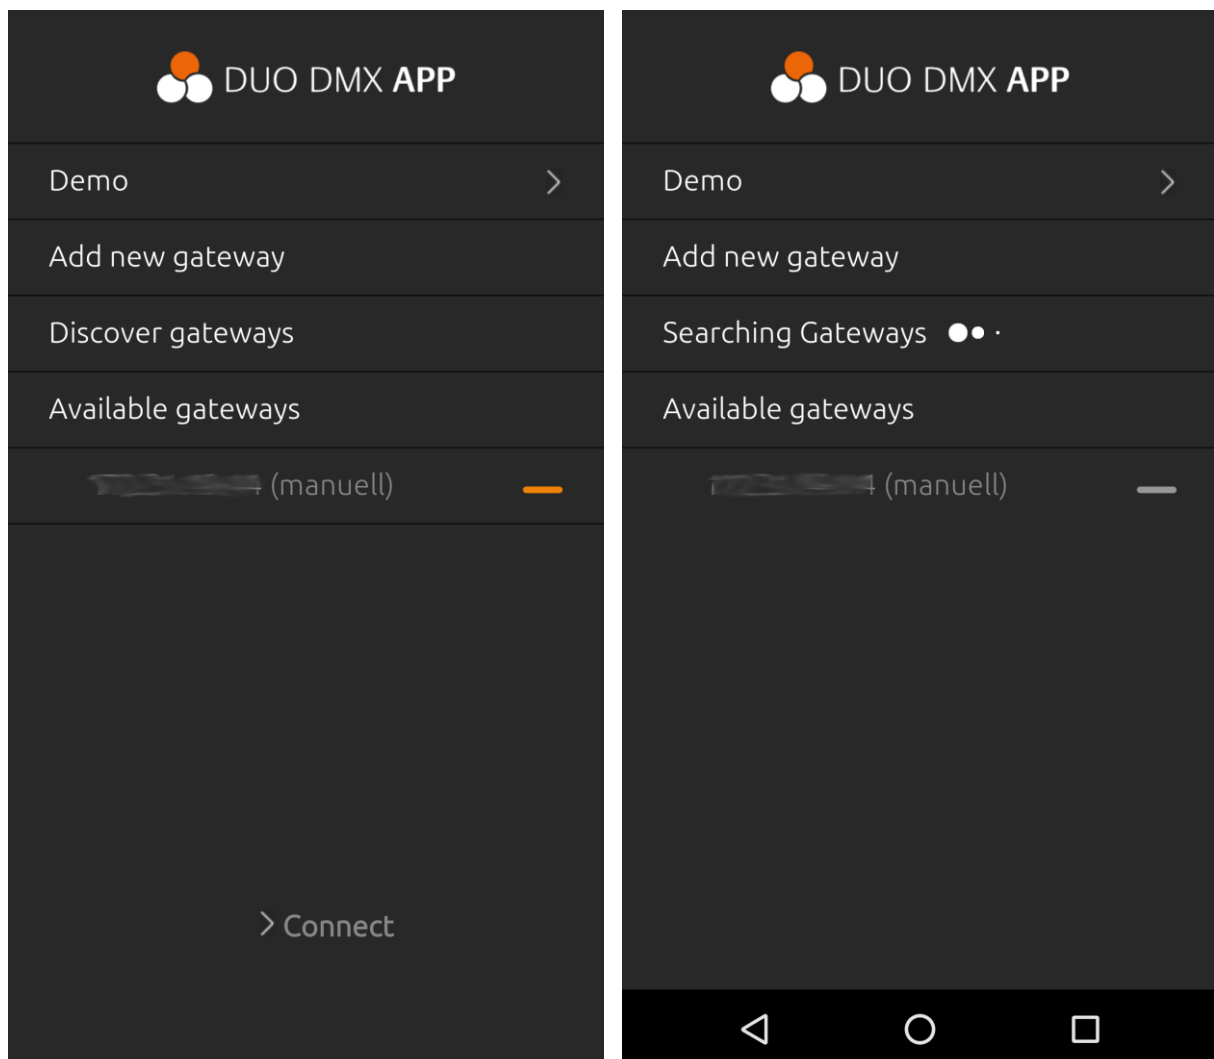 DUO DMX APP
Demo
Add new gateway
Discover gateways
Available gateways
(manuell)
Connect
DUO DMX APP
Demo
Add new gateway
Searching Gateways
Available gateways
(manuell)